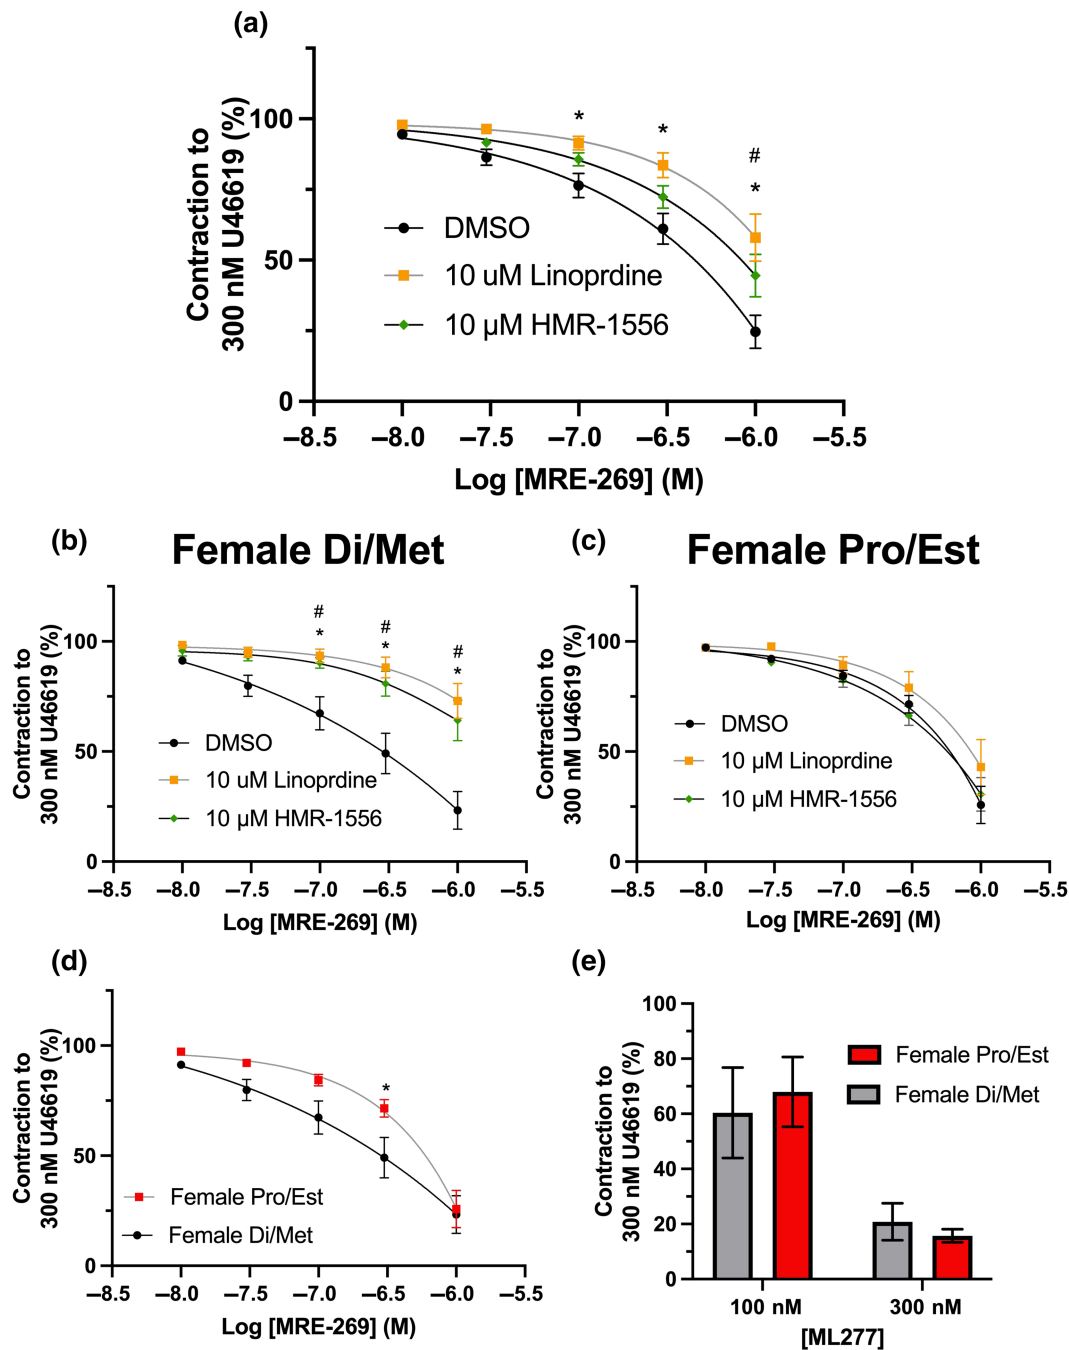 (a)
Contraction to
300 nM U46619 (%)
100
50
0
*
*
#
*
DMSO
10 uM Linoprdine
10 µM HMR-1556
–8.5 –8.0 –7.5 –7.0 –6.5 –6.0 –5.5
Log [MRE-269] (M)
(b) Female Di/Met
Contraction to
300 nM U46619 (%)
100
50
0
# # #
* * *
DMSO
10 uM Linoprdine
10 µM HMR-1556
–8.5 –8.0 –7.5 –7.0 –6.5 –6.0 –5.5
Log [MRE-269] (M)
(c) Female Pro/Est
Contraction to
300 nM U46619 (%)
100
50
0
DMSO
10 µM Linoprdine
10 µM HMR-1556
–8.5 –8.0 –7.5 –7.0 –6.5 –6.0 –5.5
Log [MRE-269] (M)
(d)
Contraction to
300 nM U46619 (%)
100
50
0
*
Female Pro/Est
Female Di/Met
–8.5 –8.0 –7.5 –7.0 –6.5 –6.0 –5.5
Log [MRE-269] (M)
(e)
Contraction to
300 nM U46619 (%)
100
80
60
40
20
0
Female Pro/Est
Female Di/Met
100 nM 300 nM
[ML277]